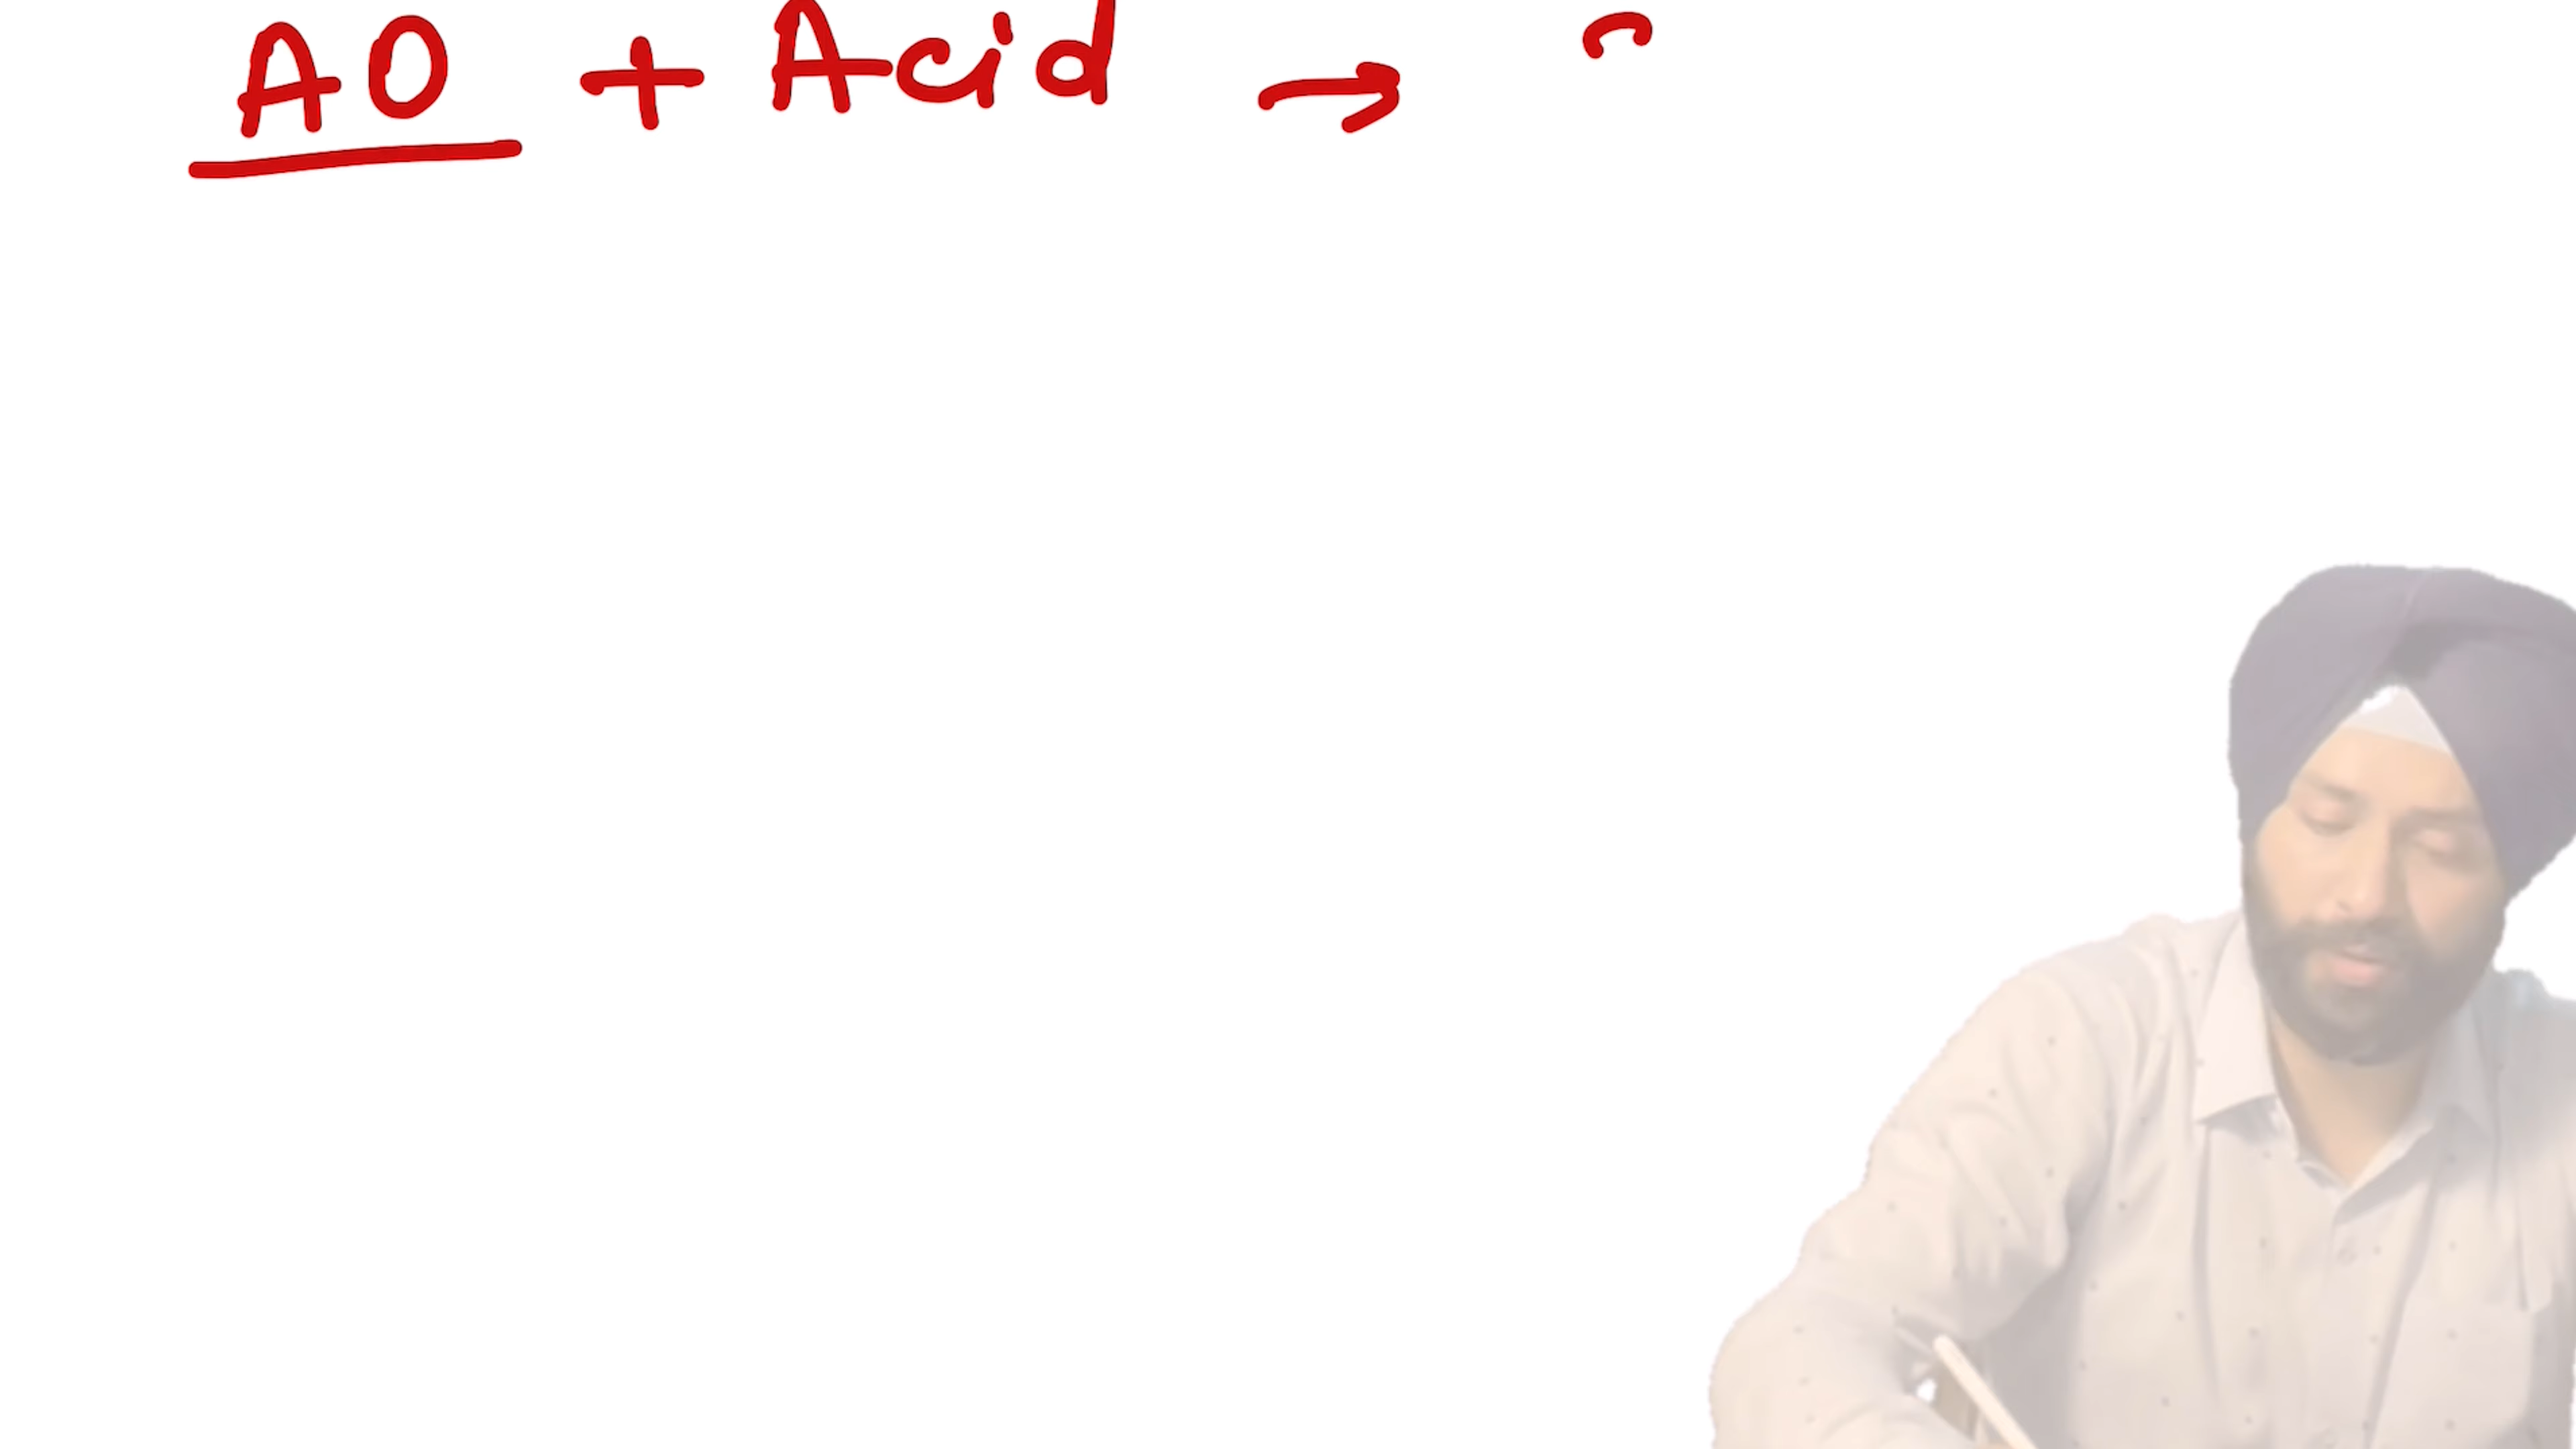 AO + Acid →